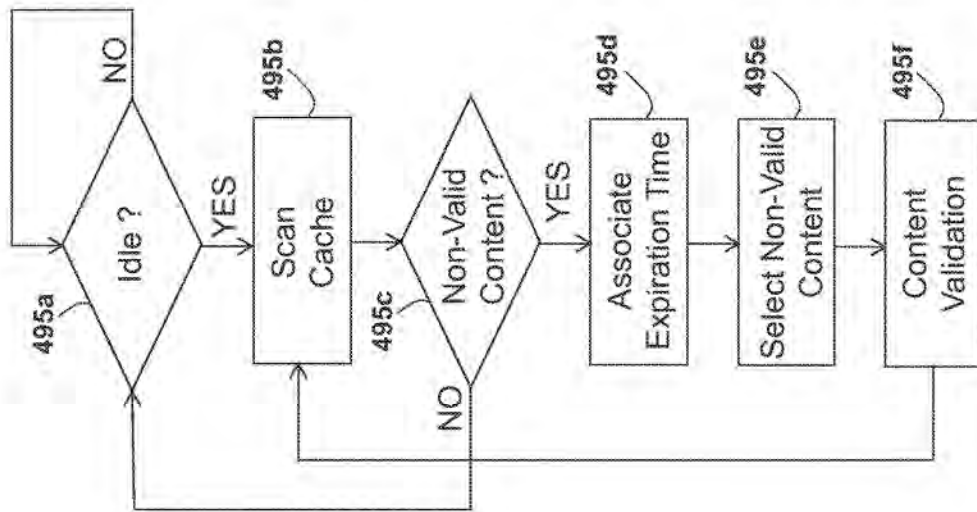 495a
Idle ?
NO
YES
495b
Scan
Cache
495c
Non-Valid
Content ?
NO
YES
495d
Associate
Expiration Time
495e
Select Non-Valid
Content
495f
Content
Validation